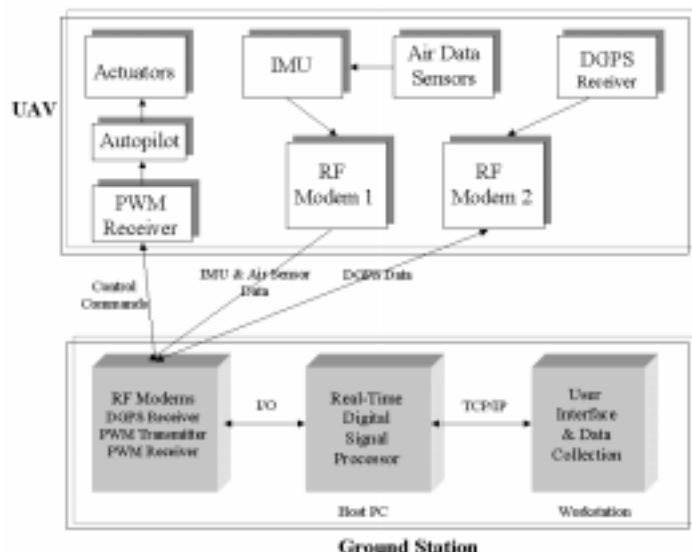 UAV
Actuators
Autopilot
PWM
Receiver
IMU
Air Data
Sensors
DGPS
Receiver
RF
Modem 1
RF
Modem 2
Control
Commands
IMU & Air Sensor
Data
DGPS Data
RF Modems
DGPS Receiver
PWM Transmitter
PWM Receiver
I/O
Real-Time
Digital
Signal
Processor
TCP/IP
User
Interface
& Data
Collection
Host PC
Workstation
Ground Station